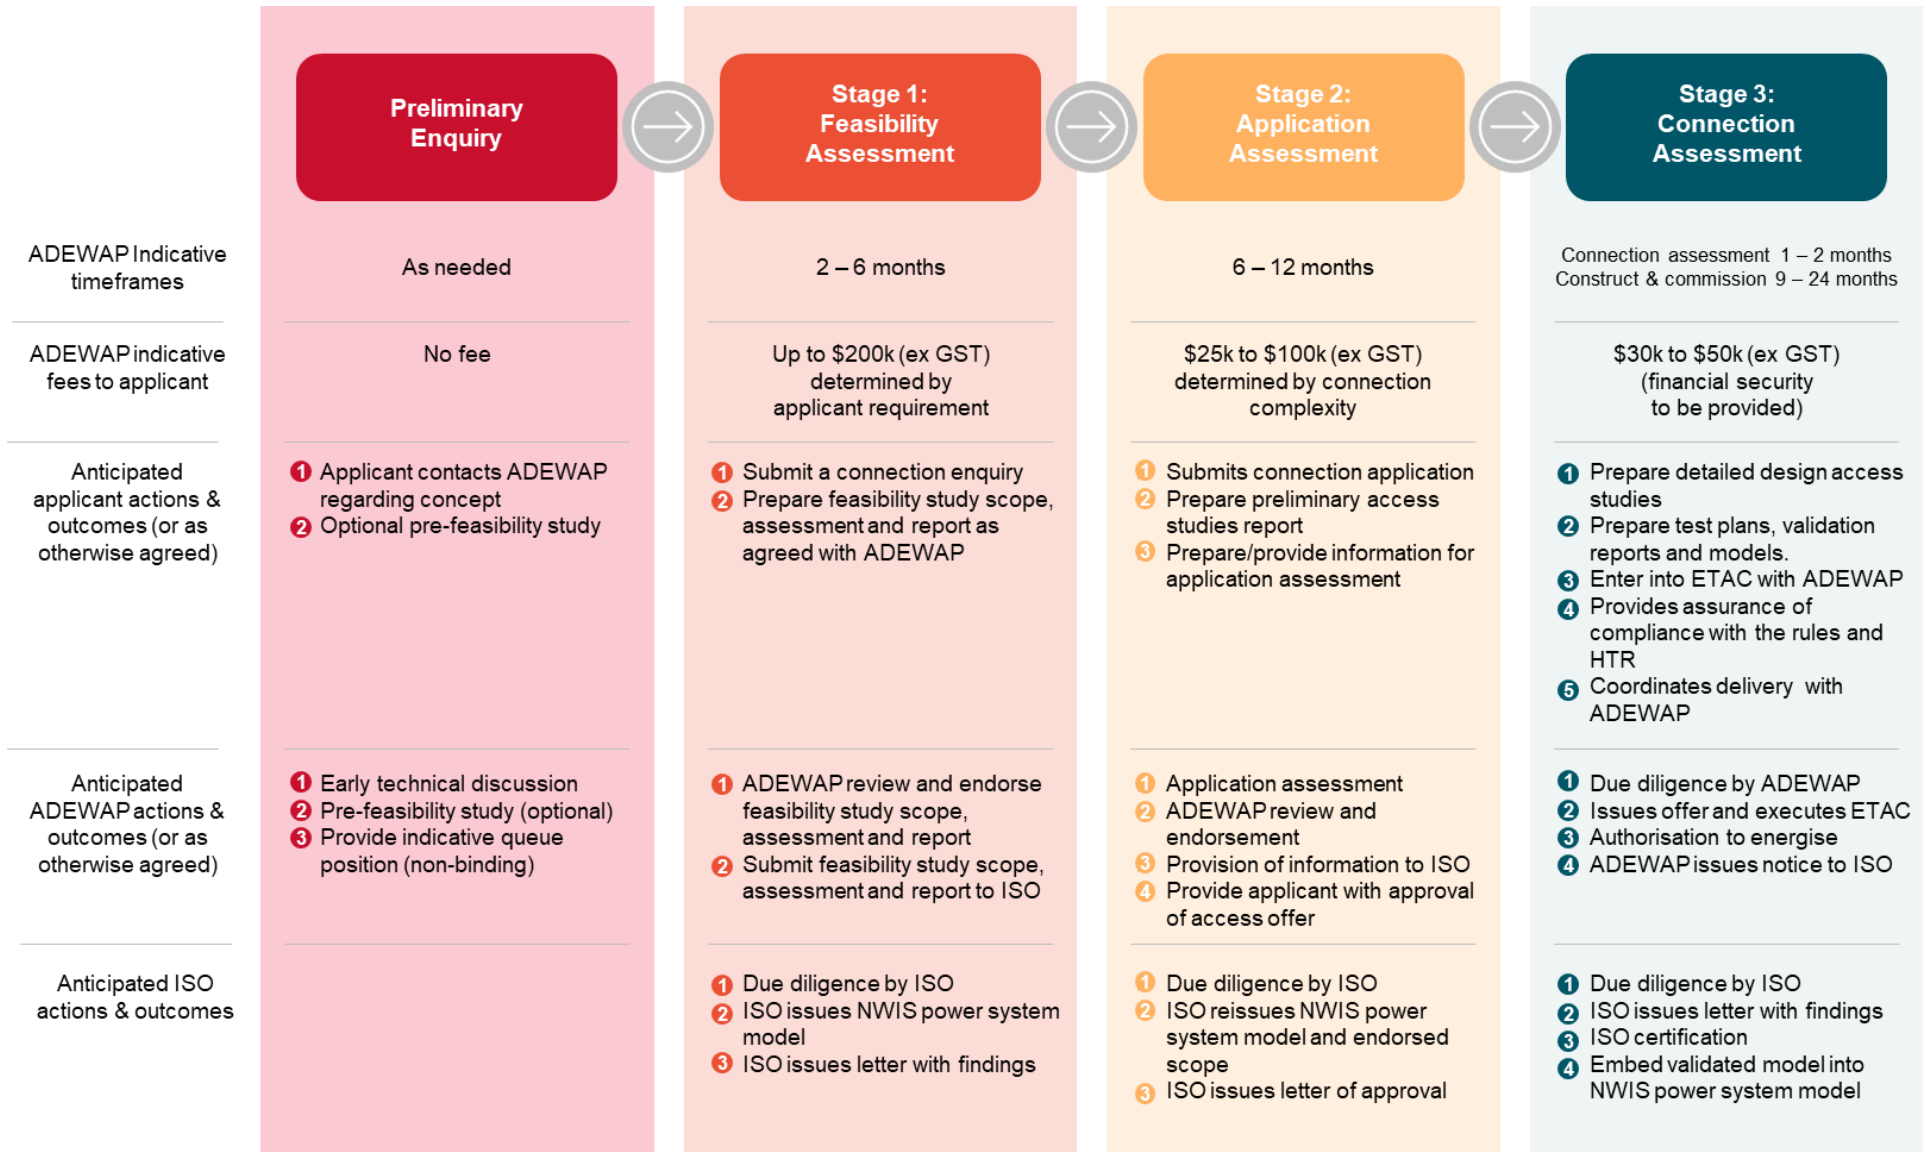 Preliminary
Enquiry
Stage 1:
Feasibility
Assessment
Stage 2:
Application
Assessment
Stage 3:
Connection
Assessment
ADEWAP Indicative
timeframes
As needed
2 – 6 months
6 – 12 months
Connection assessment 1 – 2 months
Construct & commission 9 – 24 months
ADEWAP indicative
fees to applicant
No fee
Up to $200k (ex GST)
determined by
applicant requirement
$25k to $100k (ex GST)
determined by connection
complexity
$30k to $50k (ex GST)
(financial security
to be provided)
Anticipated
applicant actions &
outcomes (or as
otherwise agreed)
1 Applicant contacts ADEWAP
regarding concept
2 Optional pre-feasibility study
1 Submit a connection enquiry
2 Prepare feasibility study scope,
assessment and report as
agreed with ADEWAP
1 Submits connection application
2 Prepare preliminary access
studies report
3 Prepare/provide information for
application assessment
1 Prepare detailed design access
studies
2 Prepare test plans, validation
reports and models.
3 Enter into ETAC with ADEWAP
4 Provides assurance of
compliance with the rules and
HTR
5 Coordinates delivery with
ADEWAP
Anticipated
ADEWAP actions &
outcomes (or as
otherwise agreed)
1 Early technical discussion
2 Pre-feasibility study (optional)
3 Provide indicative queue
position (non-binding)
1 ADEWAP review and endorse
feasibility study scope,
assessment and report
2 Submit feasibility study scope,
assessment and report to ISO
1 Application assessment
2 ADEWAP review and
endorsement
3 Provision of information to ISO
4 Provide applicant with approval
of access offer
1 Due diligence by ADEWAP
2 Issues offer and executes ETAC
3 Authorisation to energise
4 ADEWAP issues notice to ISO
Anticipated ISO
actions & outcomes
1 Due diligence by ISO
2 ISO issues NWIS power system
model
3 ISO issues letter with findings
1 Due diligence by ISO
2 ISO reissues NWIS power
system model and endorsed
scope
3 ISO issues letter of approval
1 Due diligence by ISO
2 ISO issues letter with findings
3 ISO certification
4 Embed validated model into
NWIS power system model